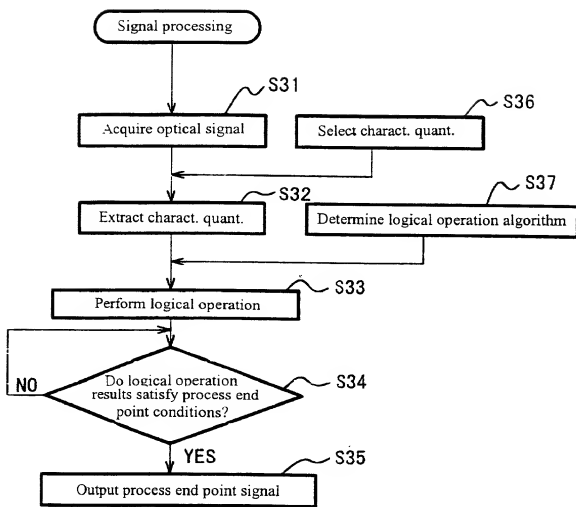 Signal processing
S31
Acquire optical signal
S36
Select charact. quant.
S32
Extract charact. quant.
S37
Determine logical operation algorithm
S33
Perform logical operation
S34
Do logical operation
results satisfy process end
point conditions?
NO
YES
S35
Output process end point signal